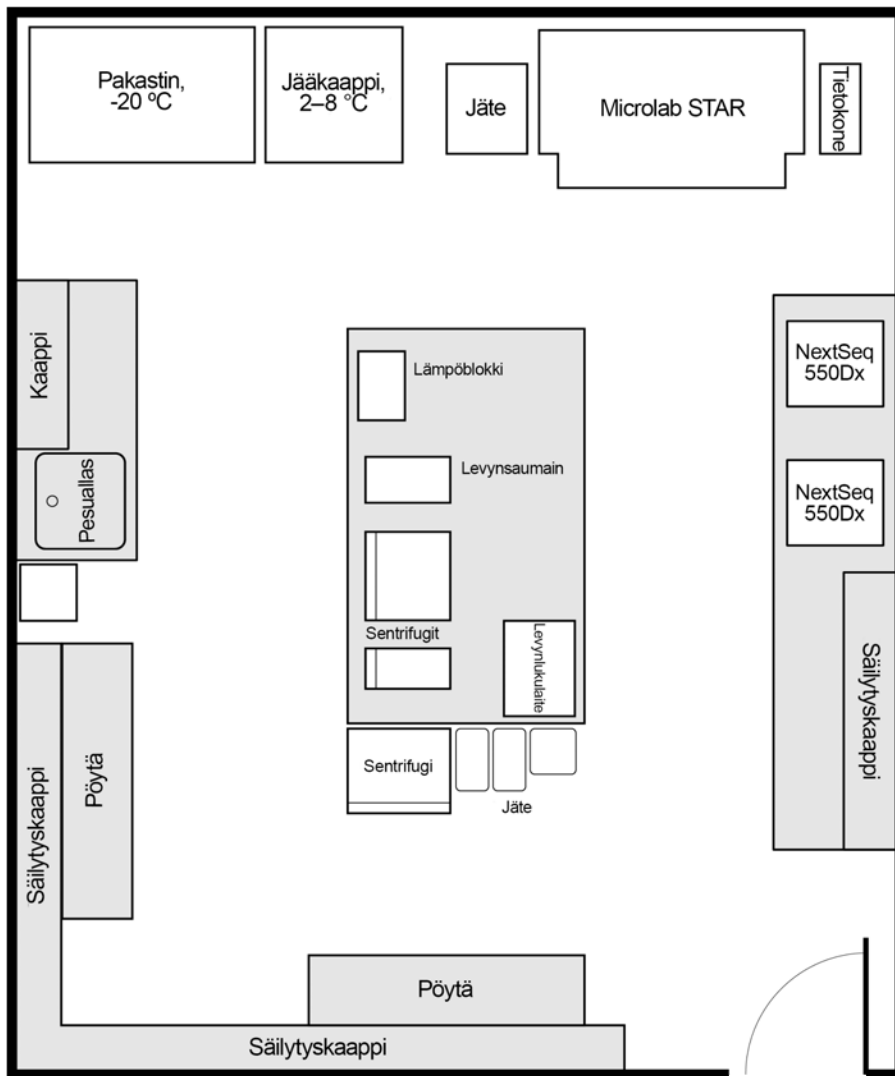 Pakastin,
-20 ºC
Jääkaappi,
2–8 °C
Jäte
Microlab STAR
Tietokone
Kaappi
Pesuallas
Lämpöblokki
Levynsaumain
Sentrifugit
Levynlukulaite
NextSeq
550Dx
NextSeq
550Dx
Säilytyskaappi
Säilytyskaappi
Pöytä
Sentrifugi
Jäte
Pöytä
Säilytyskaappi